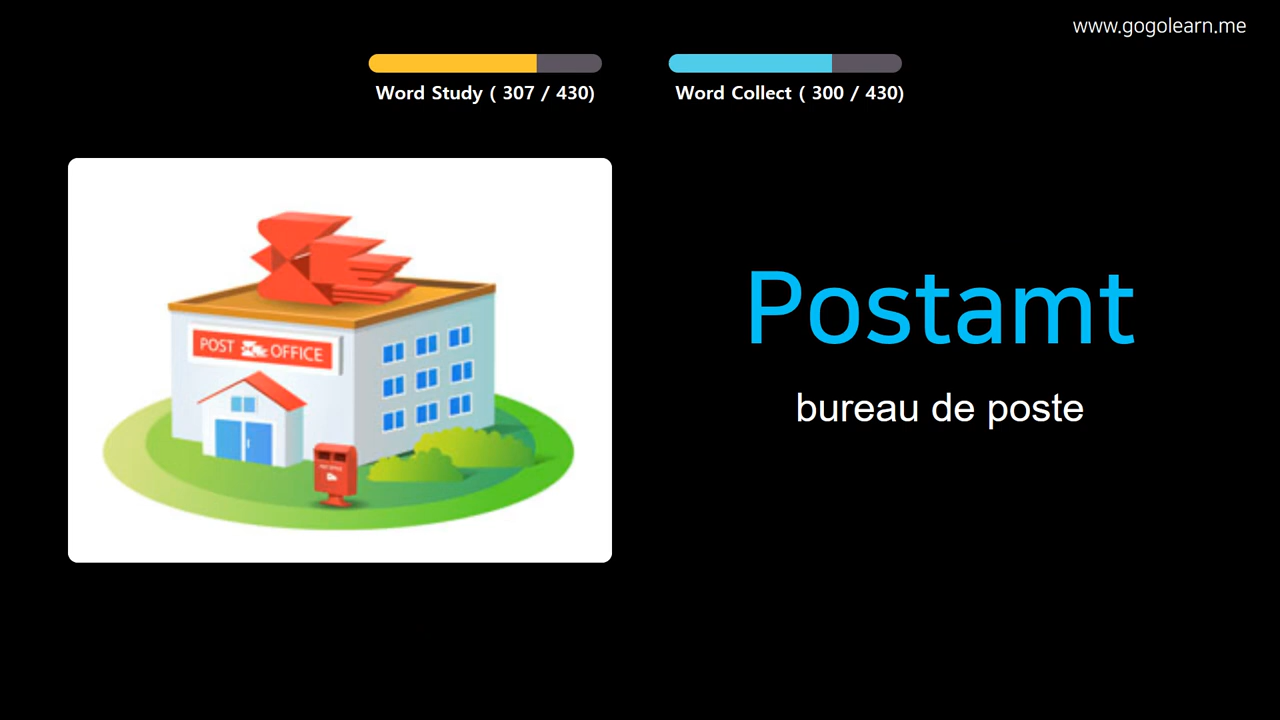 www.gogolearn.me
Word Study ( 307 / 430)
Word Collect ( 300 / 430)
POST OFFICE
Postamt
bureau de poste